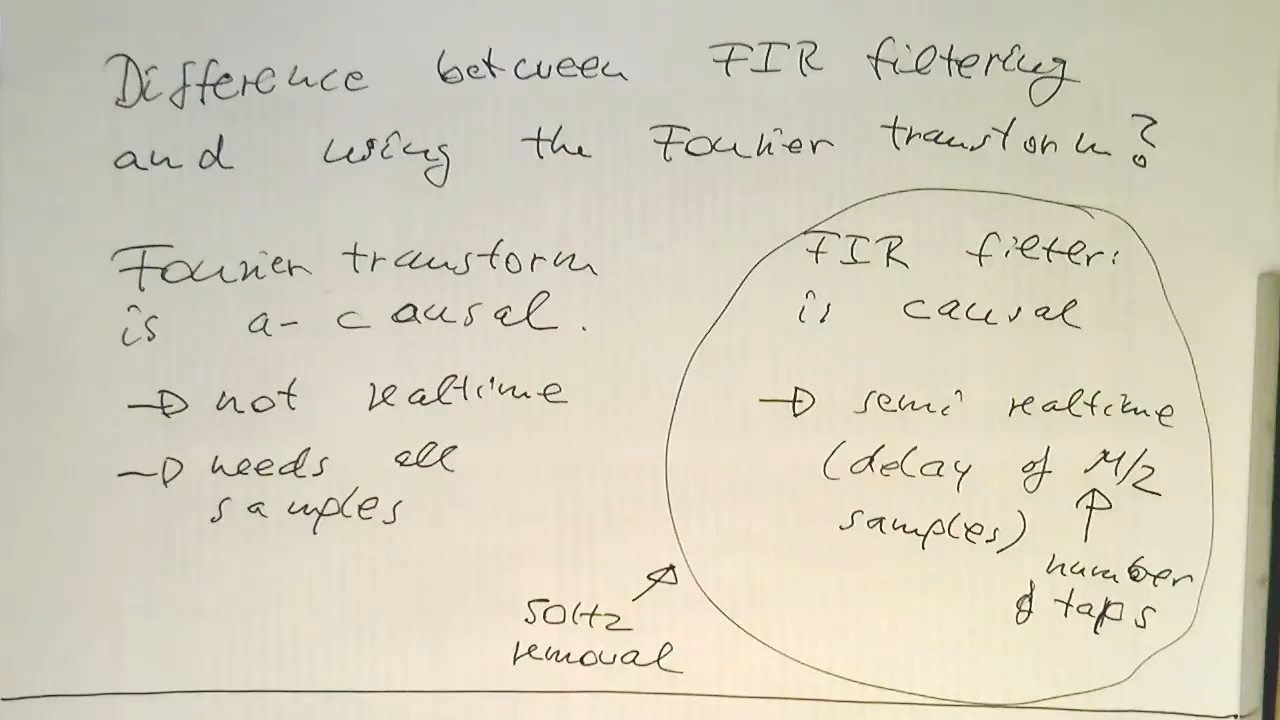 Difference between FIR filtering
and using the Fourier transform?
Fourier transform
is a-causal.
→ not realtime
→ needs all
samples
FIR filter:
is causal
→ semi realtime
(delay of M/2
samples)
↑
number
of taps
50Hz
removal